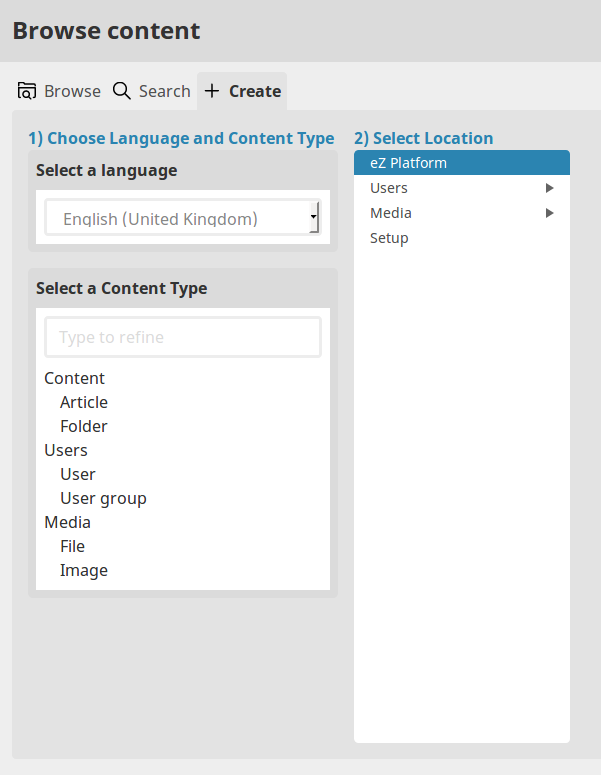 Browse content
Browse
Search
Create
1) Choose Language and Content Type
Select a language
English (United Kingdom)
Select a Content Type
Type to refine
Content
Article
Folder
Users
User
User group
Media
File
Image
2) Select Location
eZ Platform
Users
Media
Setup